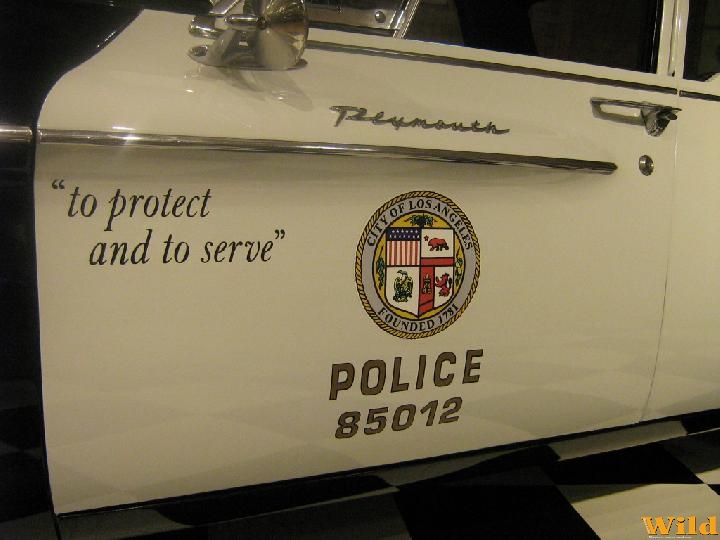 Plymouth
"to protect
and to serve"
CITY OF LOS ANGELES
FOUNDED 1781
POLICE
85012
Wild